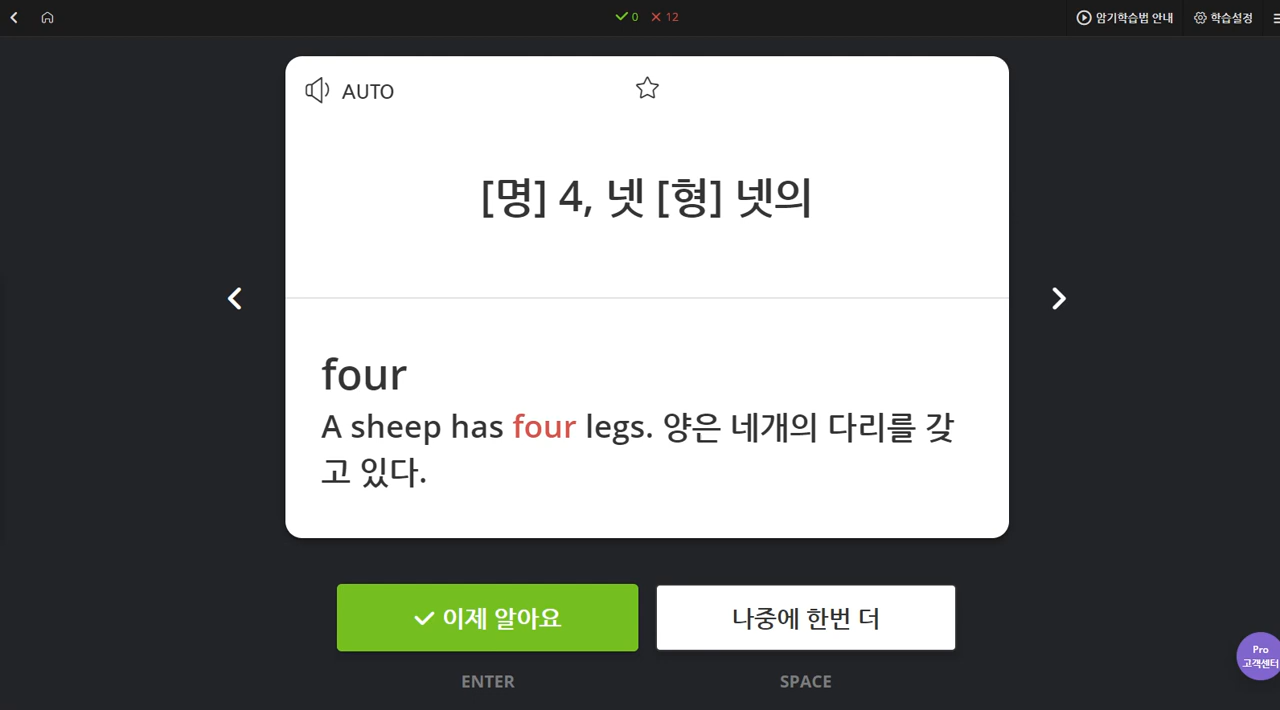 0 12 암기학습법 안내 학습설정
AUTO
[명] 4, 넷 [형] 넷의
four
A sheep has four legs. 양은 네개의 다리를 갖
고 있다.
이제 알아요 나중에 한번 더
ENTER SPACE
Pro
고객센터